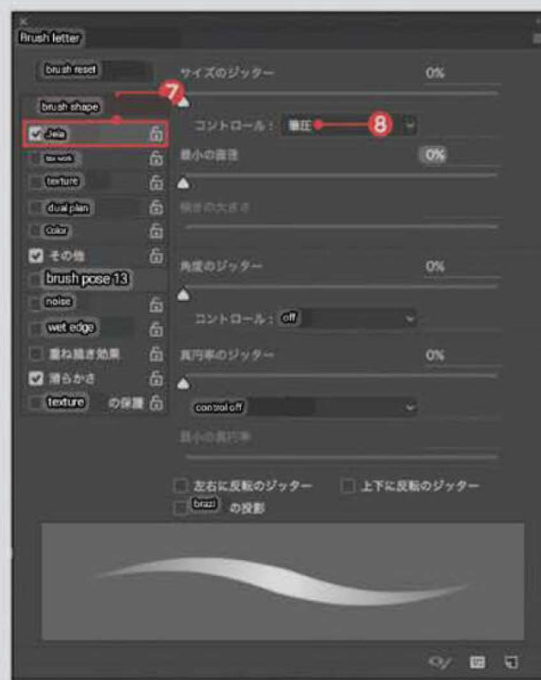 Brush letter
brush reset
brush shape
Jela
texture
dual plan
Color
その他
brush pose 13
noise
wet edge
重ね描き効果
滑らかさ
texture の保護
7
サイズのジッター 0%
コントロール： 筆圧 8
最小の直径 0%
傾きの大きさ
角度のジッター 0%
コントロール： off
真円率のジッター 0%
control off
最小の真円率
左右に反転のジッター 上下に反転のジッター
brazi の投影